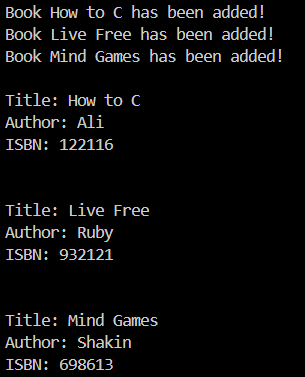 Book How to C has been added!
Book Live Free has been added!
Book Mind Games has been added!
Title: How to C
Author: Ali
ISBN: 122116
Title: Live Free
Author: Ruby
ISBN: 932121
Title: Mind Games
Author: Shakin
ISBN: 698613